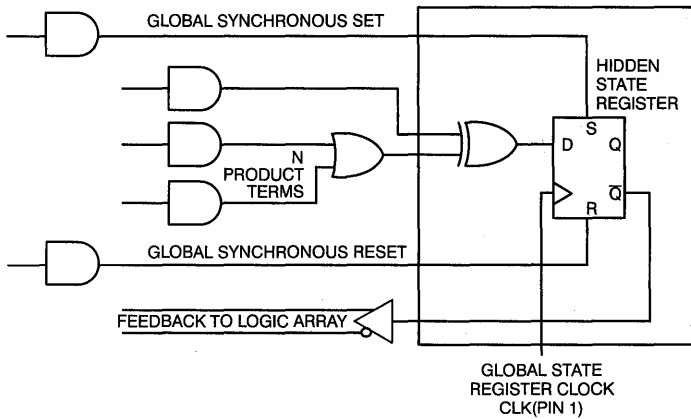 GLOBAL SYNCHRONOUS SET
HIDDEN
STATE
REGISTER
S
D Q
N
PRODUCT
TERMS
Q̅
R
GLOBAL SYNCHRONOUS RESET
FEEDBACK TO LOGIC ARRAY
GLOBAL STATE
REGISTER CLOCK
CLK(PIN 1)